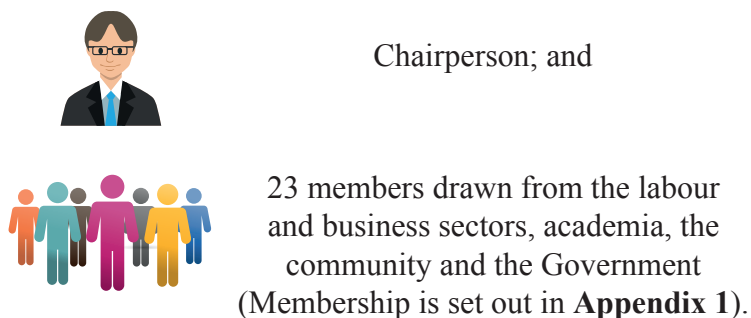 Chairperson; and
23 members drawn from the labour
and business sectors, academia, the
community and the Government
(Membership is set out in Appendix 1).